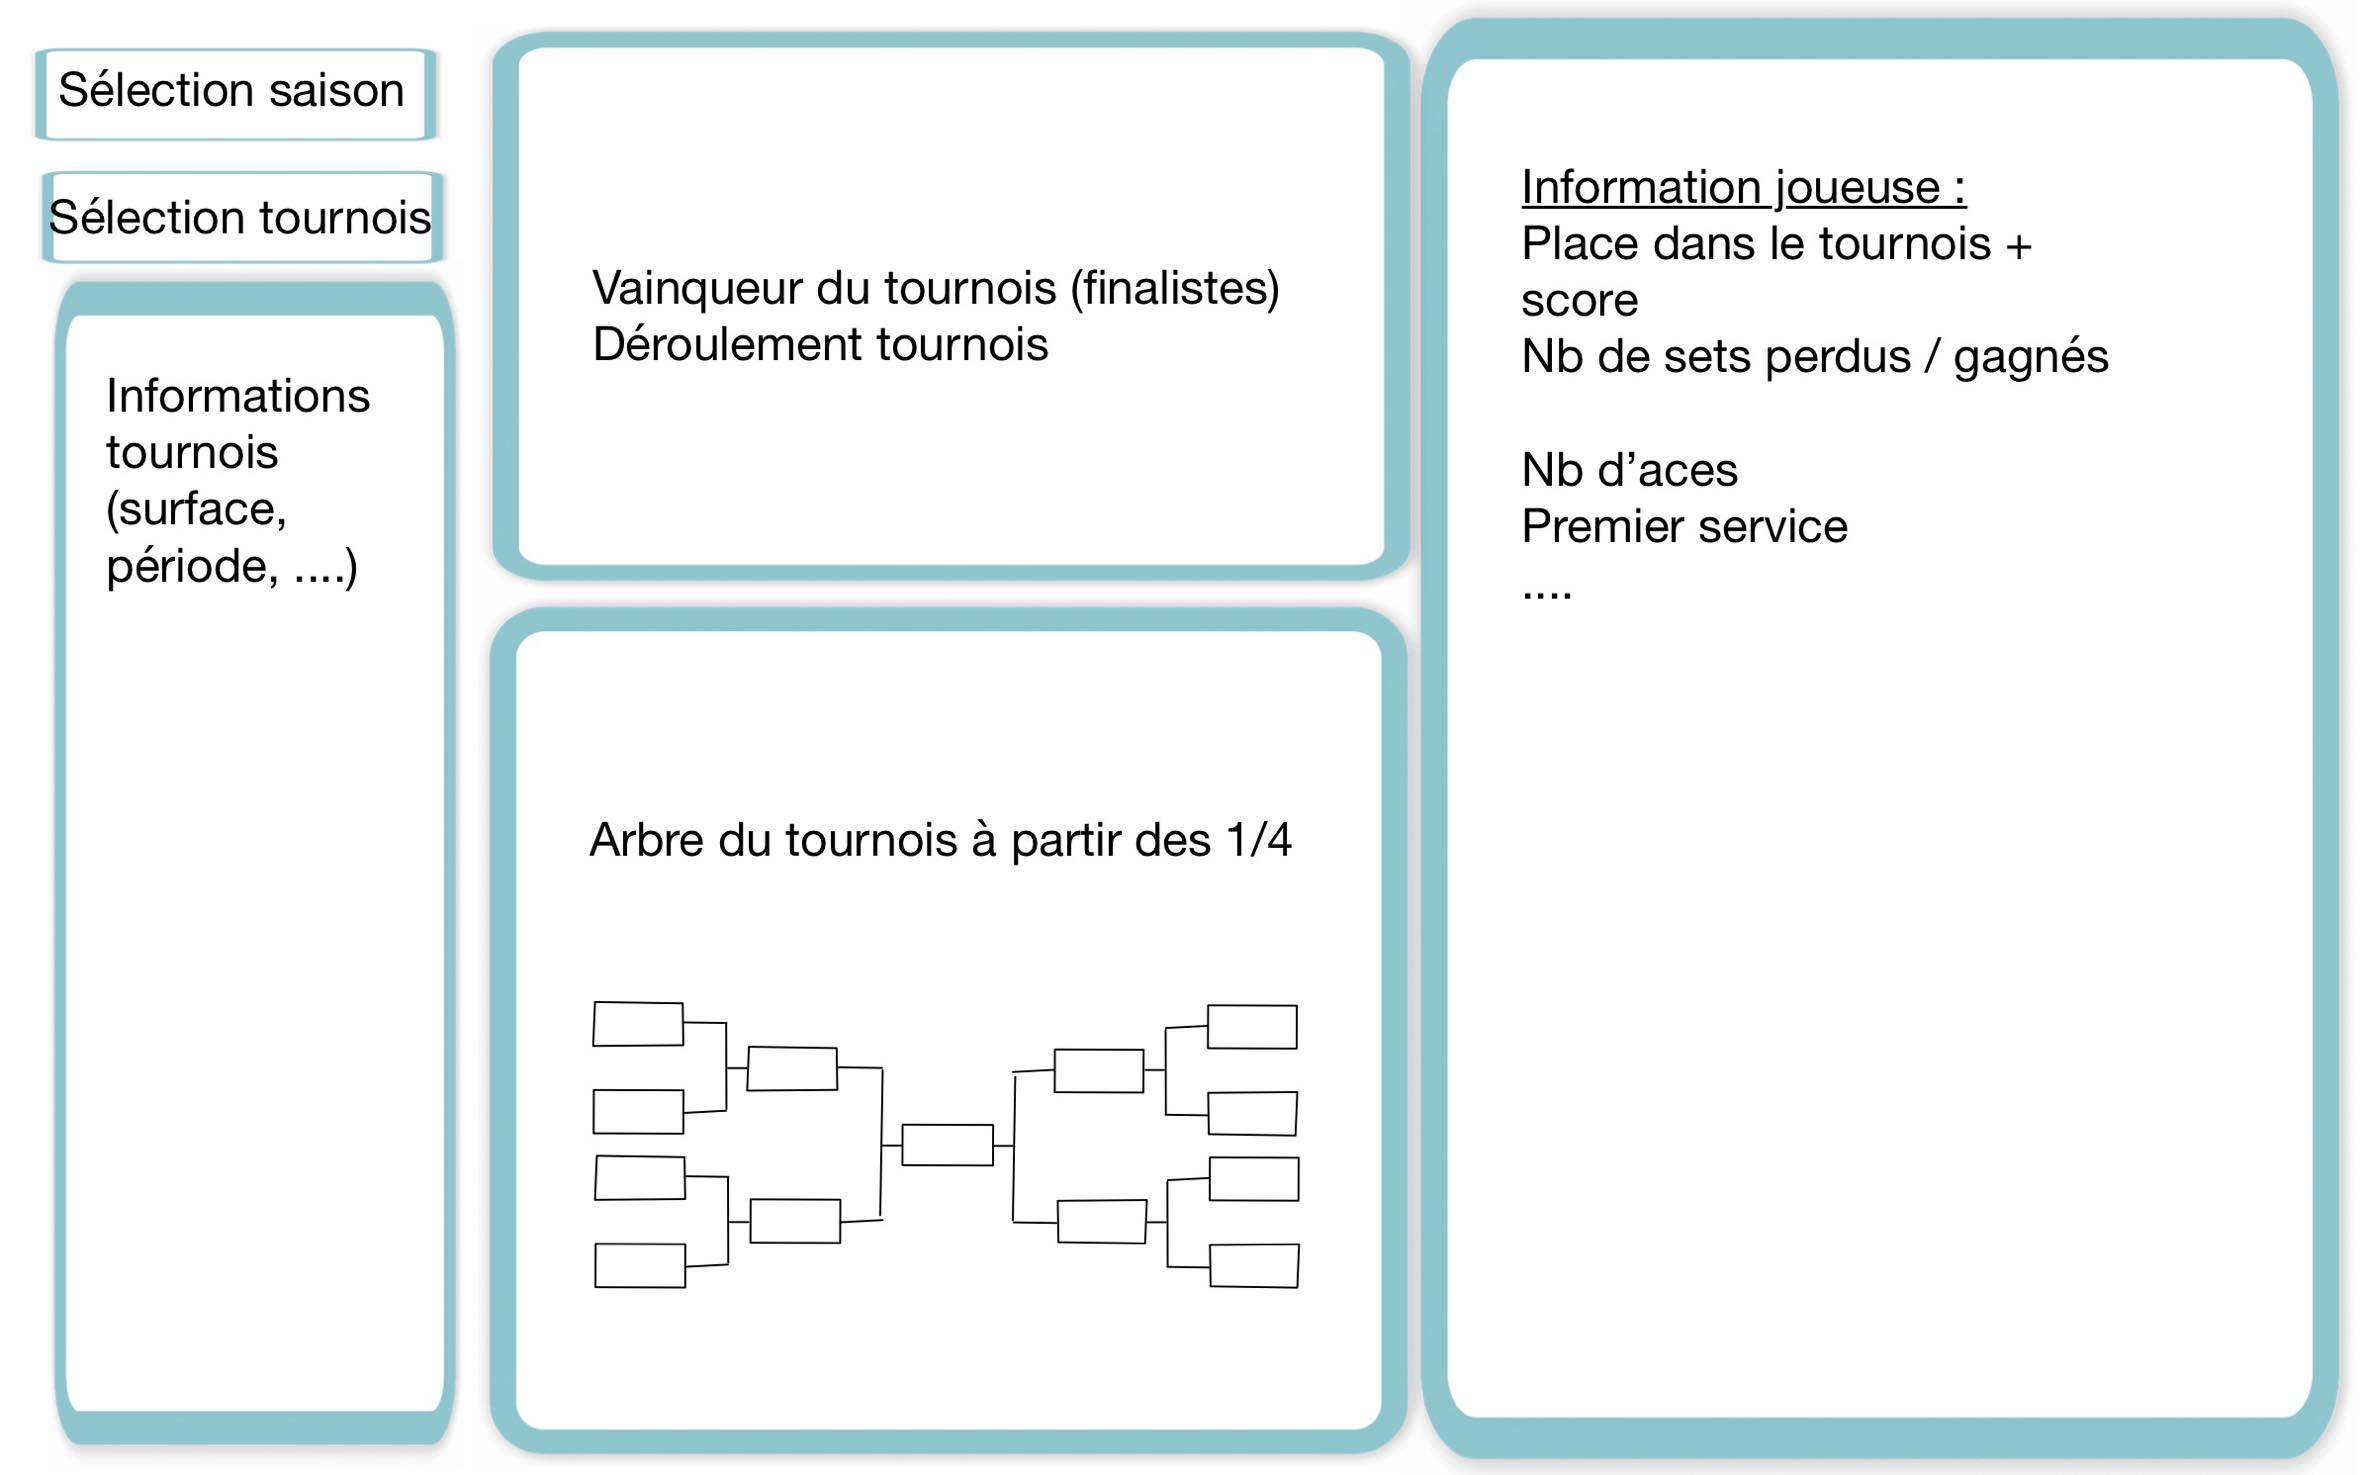 Sélection saison
Sélection tournois
Informations
tournois
(surface,
période, ....)
Vainqueur du tournois (finalistes)
Déroulement tournois
Arbre du tournois à partir des 1/4
Information joueuse :
Place dans le tournois +
score
Nb de sets perdus / gagnés
Nb d’aces
Premier service
....